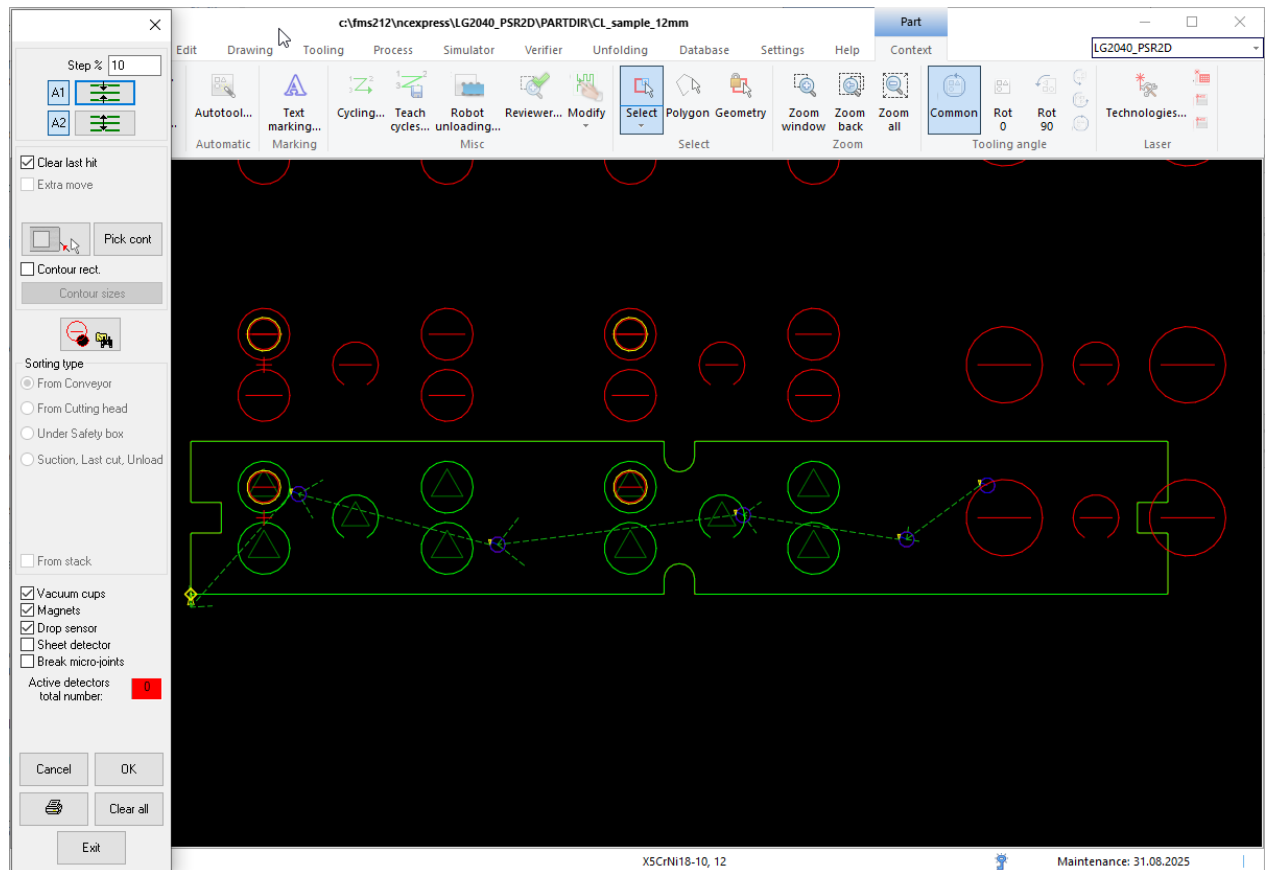 c:\fms212\ncexpress\LG2040_PSR2D\PARTDIR\CL_sample_12mm
Part
Edit Drawing Tooling Process Simulator Verifier Unfolding Database Settings Help Context
LG2040_PSR2D
Step % 10
A1
A2
Autotool...
Text marking...
Cycling...
Teach cycles...
Robot unloading...
Reviewer...
Modify
Select
Polygon
Geometry
Zoom window
Zoom back
Zoom all
Common
Rot 0
Rot 90
Technologies...
Automatic
Marking
Misc
Select
Zoom
Tooling angle
Laser
Clear last hit
Extra move
Pick cont
Contour rect.
Contour sizes
Sorting type
From Conveyor
From Cutting head
Under Safety box
Suction, Last cut, Unload
From stack
Vacuum cups
Magnets
Drop sensor
Sheet detector
Break micro-joints
Active detectors
total number:
0
Cancel
OK
Clear all
Exit
X5CrNi18-10, 12
Maintenance: 31.08.2025